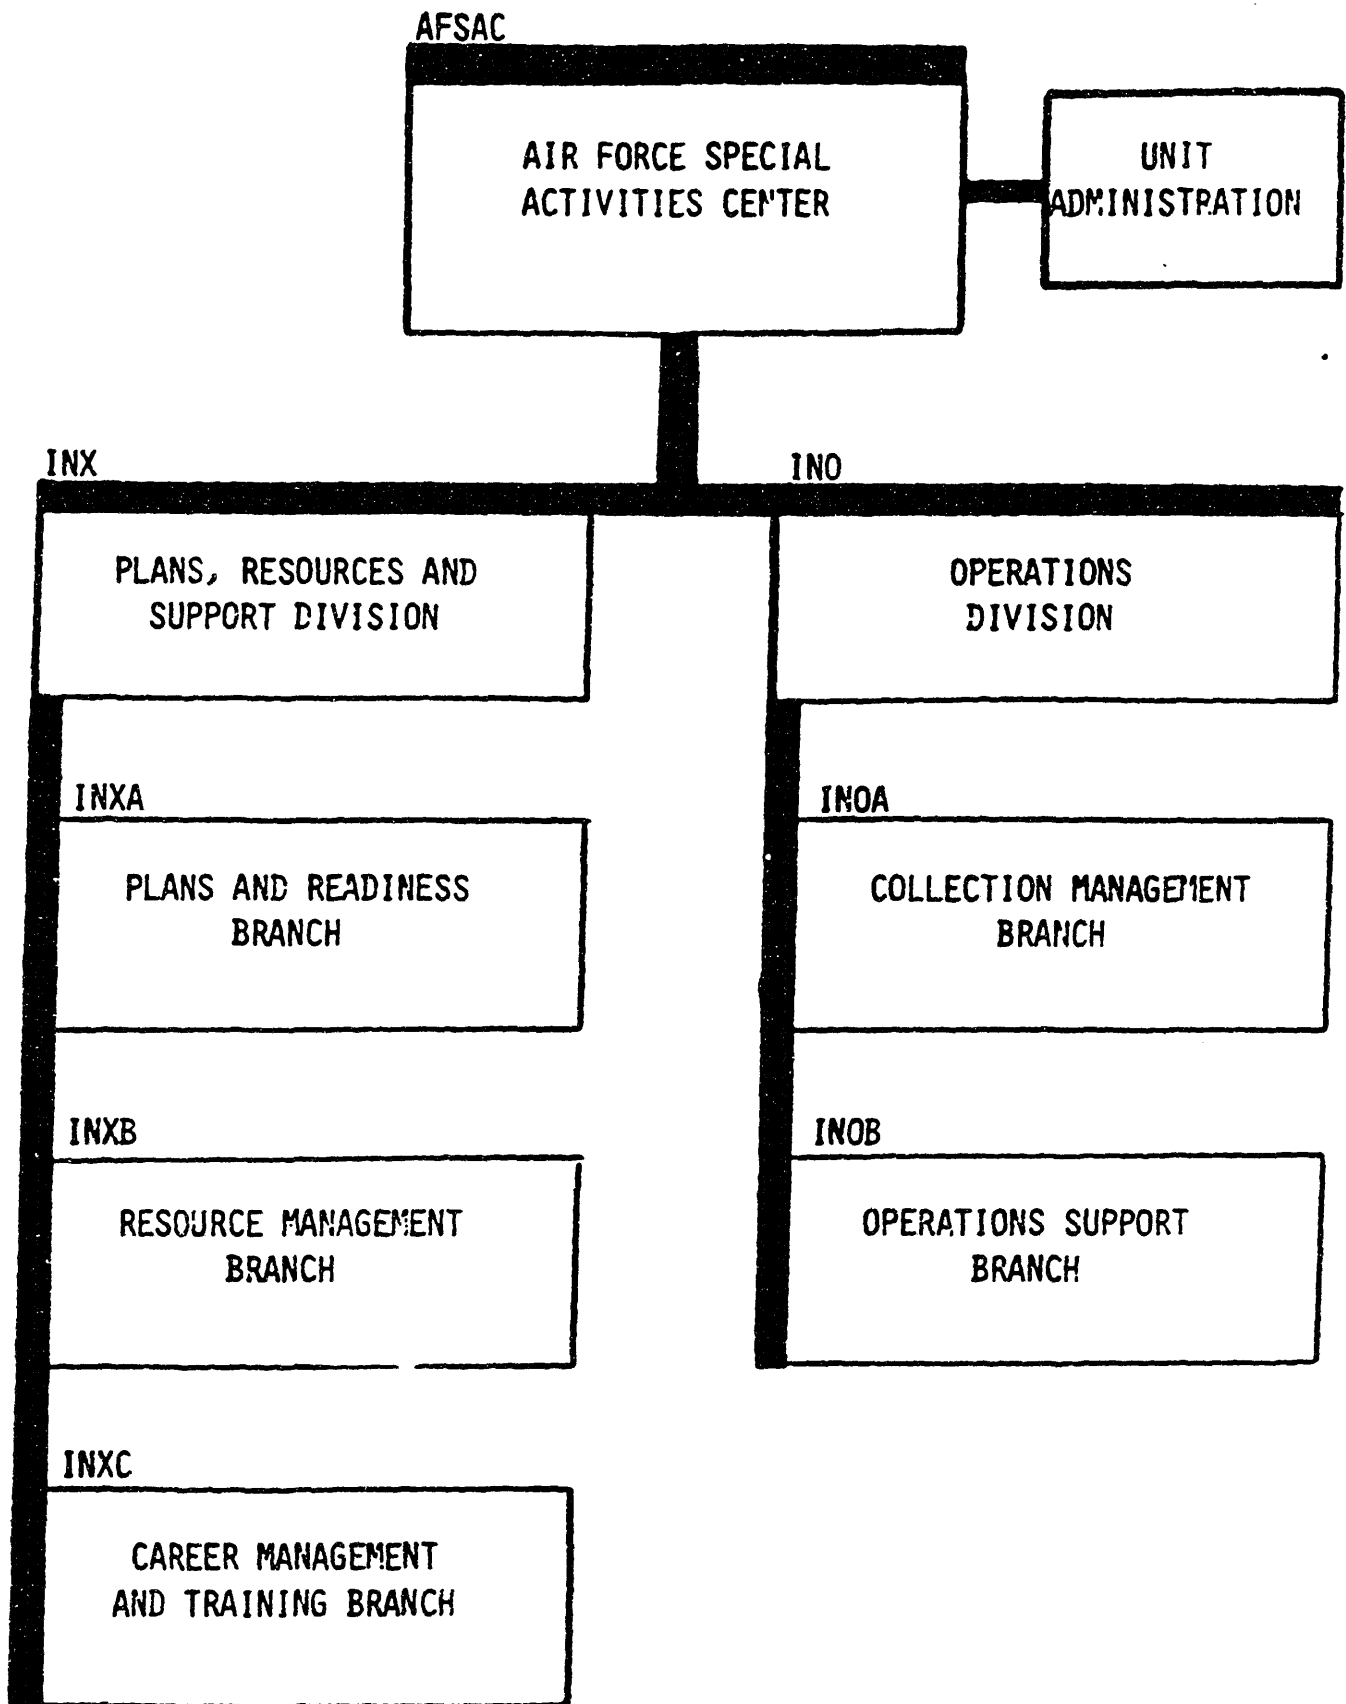 AFSAC
AIR FORCE SPECIAL
ACTIVITIES CENTER
UNIT
ADMINISTRATION
INX
PLANS, RESOURCES AND
SUPPORT DIVISION
INO
OPERATIONS
DIVISION
INXA
PLANS AND READINESS
BRANCH
INOA
COLLECTION MANAGEMENT
BRANCH
INXB
RESOURCE MANAGEMENT
BRANCH
INOB
OPERATIONS SUPPORT
BRANCH
INXC
CAREER MANAGEMENT
AND TRAINING BRANCH